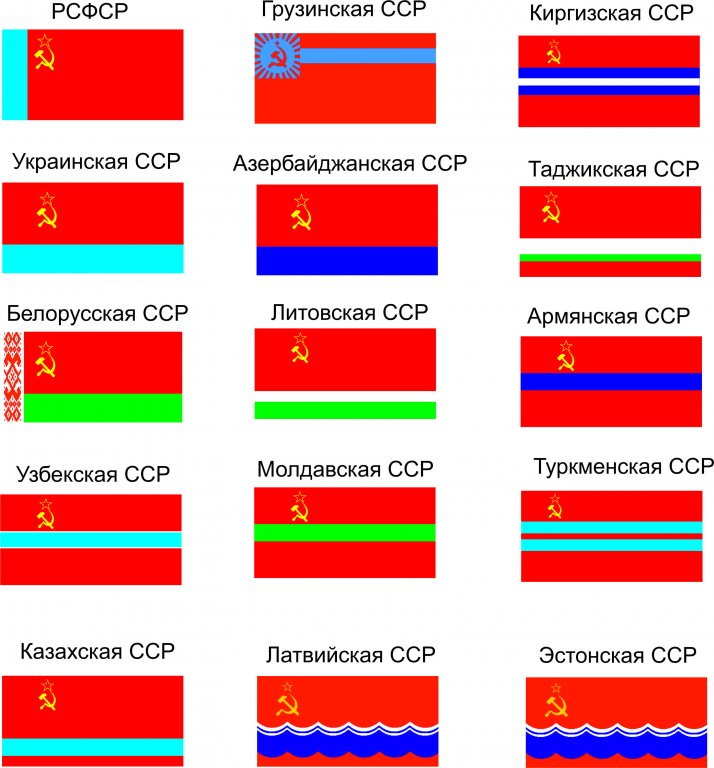 РСФСР
Грузинская ССР
Киргизская ССР
Украинская ССР
Азербайджанская ССР
Таджикская ССР
Белорусская ССР
Литовская ССР
Армянская ССР
Узбекская ССР
Молдавская ССР
Туркменская ССР
Казахская ССР
Латвийская ССР
Эстонская ССР